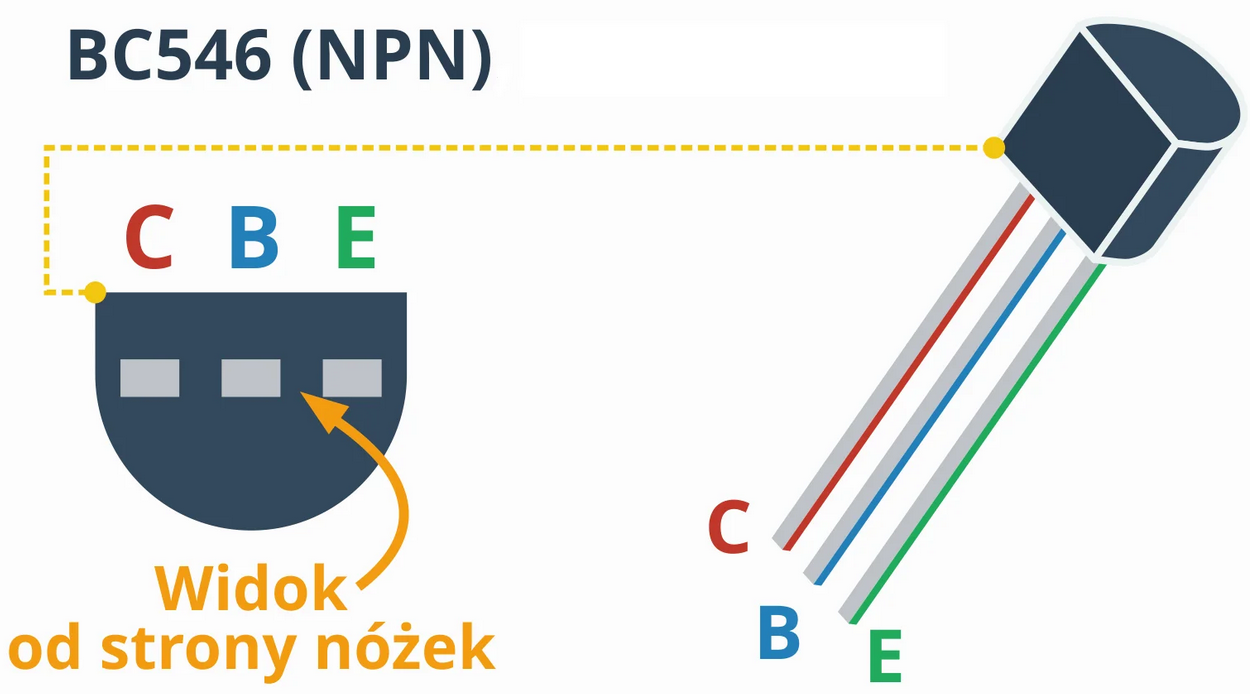 BC546 (NPN)
C B E
Widok
od strony nóżek
C
B
E